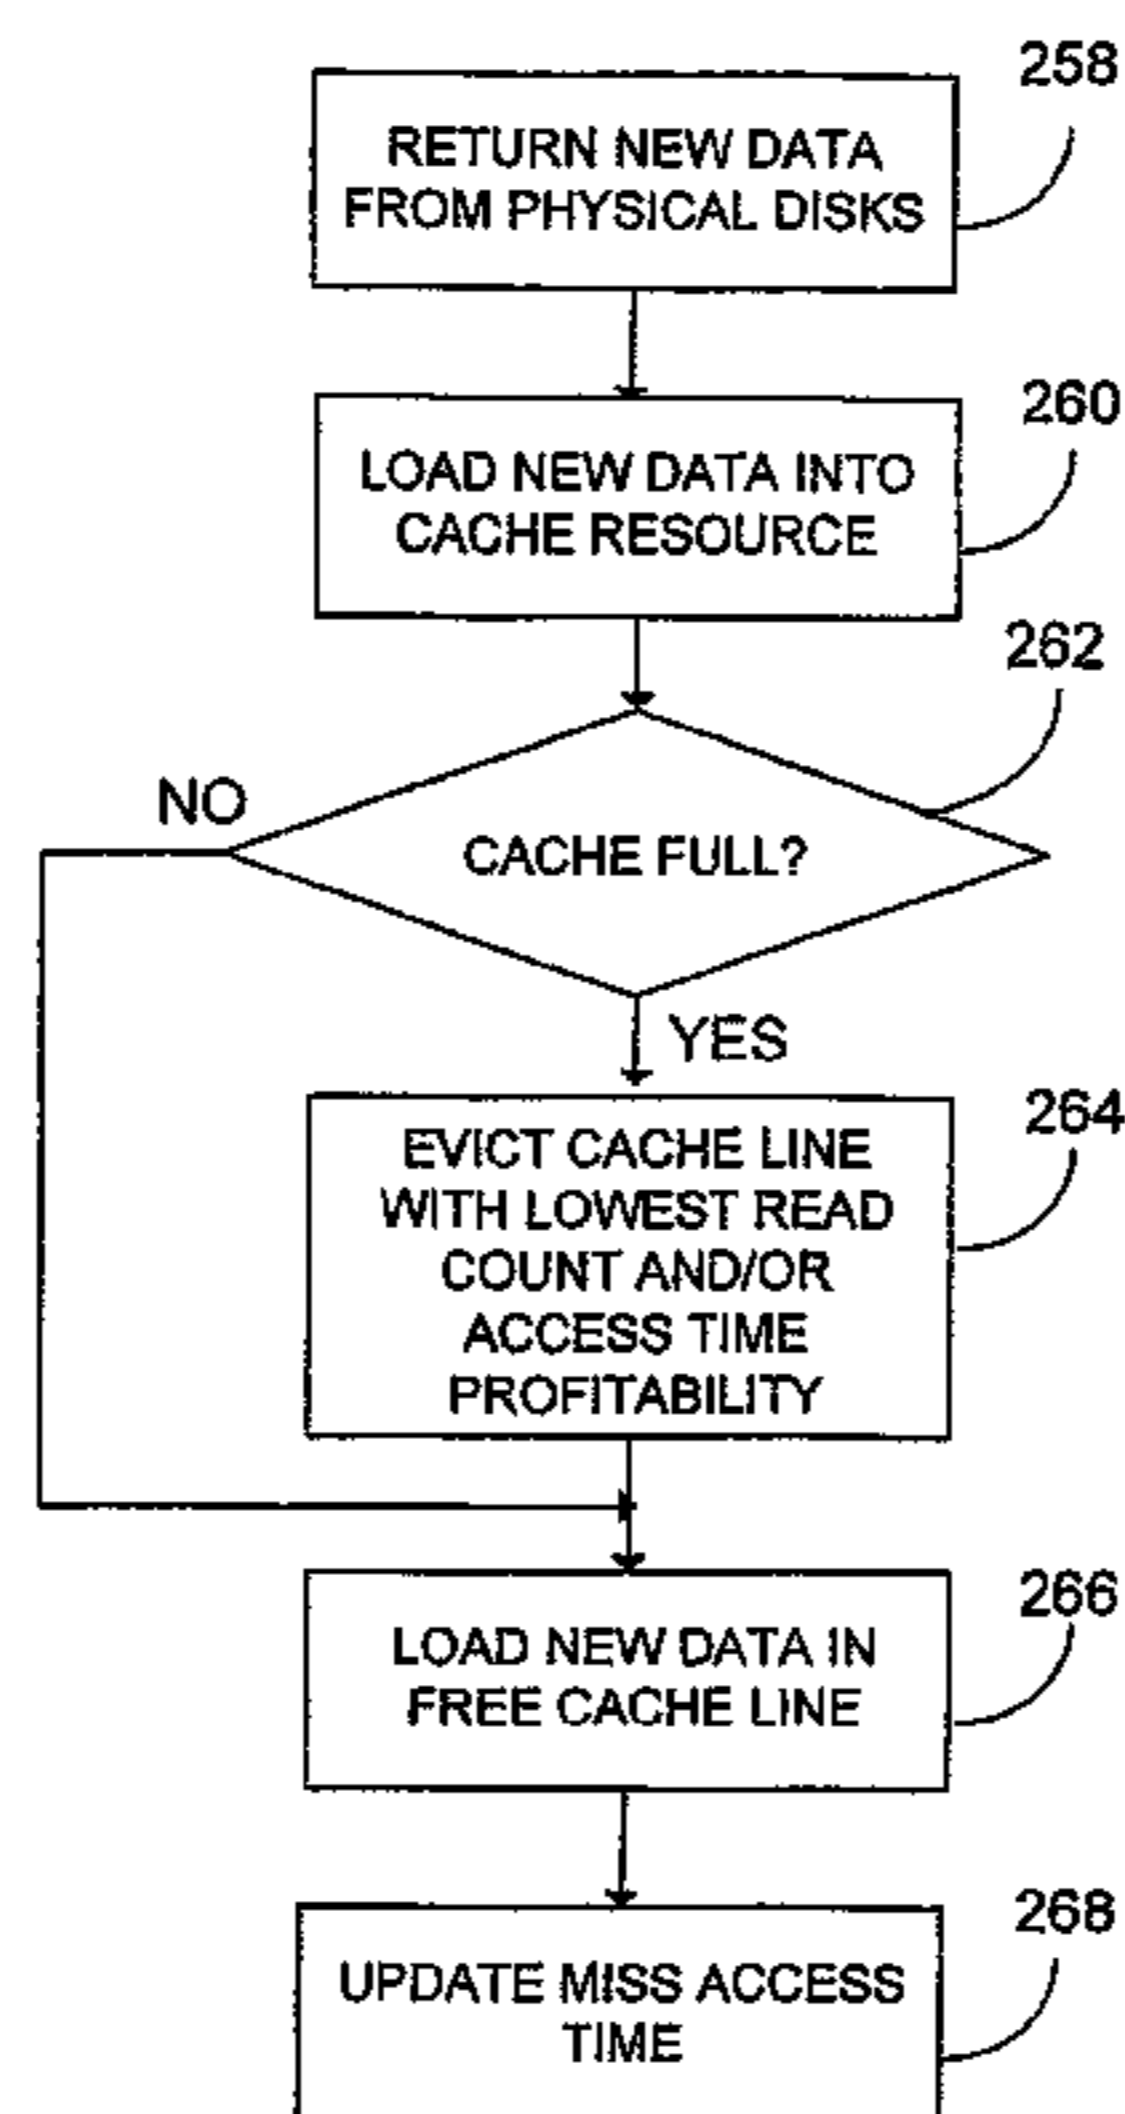 258
RETURN NEW DATA
FROM PHYSICAL DISKS
260
LOAD NEW DATA INTO
CACHE RESOURCE
262
NO
CACHE FULL?
YES
264
EVICT CACHE LINE
WITH LOWEST READ
COUNT AND/OR
ACCESS TIME
PROFITABILITY
266
LOAD NEW DATA IN
FREE CACHE LINE
268
UPDATE MISS ACCESS
TIME